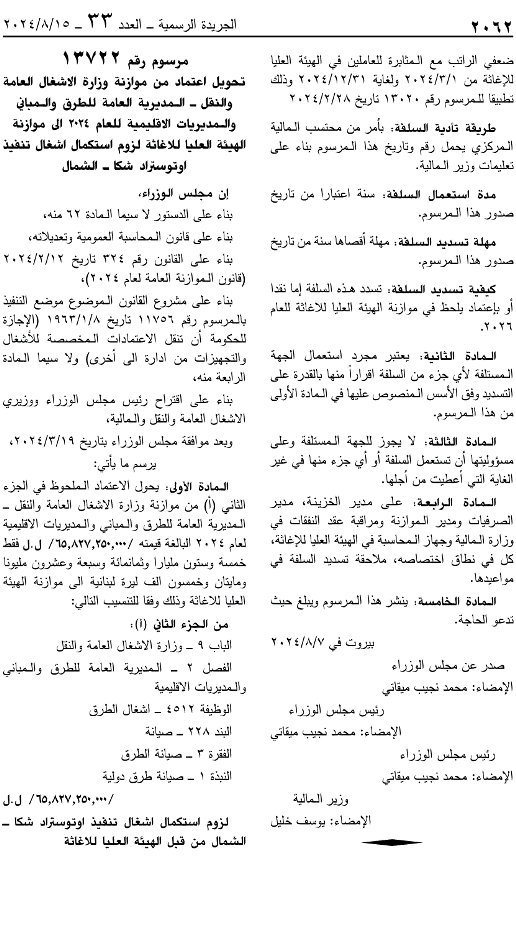 ٢٠٦٢
الجريدة الرسمية ــ العدد ٣٣ ــ ٢٠٢٤/٨/١٥
ضعفي الراتب مع المثابرة للعاملين في الهيئة العليا
للإغاثة من ٢٠٢٤/٣/١ ولغاية ٢٠٢٤/١٢/٣١ وذلك
تطبيقا للمرسوم رقم ١٣٠٢٠ تاريخ ٢٠٢٤/٢/٢٨
طريقة تأدية السلفة: بأمر من محتسب المالية
المركزي يحمل رقم وتاريخ هذا المرسوم بناء على
تعليمات وزير المالية.
مدة استعمال السلفة: سنة اعتبارا من تاريخ
صدور هذا المرسوم.
مهلة تسديد السلفة: مهلة أقصاها سنة من تاريخ
صدور هذا المرسوم.
كيفية تسديد السلفة: تسدد هذه السلفة إما نقدا
أو بإعتماد يلحظ في موازنة الهيئة العليا للاغاثة للعام
٢٠٢٦.
المادة الثانية: يعتبر مجرد استعمال الجهة
المستلفة لأي جزء من السلفة اقراراً منها بالقدرة على
التسديد وفق الأسس المنصوص عليها في المادة الأولى
من هذا المرسوم.
المادة الثالثة: لا يجوز للجهة المستلفة وعلى
مسؤوليتها أن تستعمل السلفة أو أي جزء منها في غير
الغاية التي أعطيت من أجلها.
المادة الرابعة: على مدير الخزينة، مدير
الصرفيات ومدير الموازنة ومراقبة عقد النفقات في
وزارة المالية وجهاز المحاسبة في الهيئة العليا للإغاثة،
كل في نطاق اختصاصه، ملاحقة تسديد السلفة في
مواعيدها.
المادة الخامسة: ينشر هذا المرسوم ويبلغ حيث
تدعو الحاجة.
بيروت في ٢٠٢٤/٨/٧
صدر عن مجلس الوزراء
الإمضاء: محمد نجيب ميقاتي
رئيس مجلس الوزراء
الإمضاء: محمد نجيب ميقاتي
رئيس مجلس الوزراء
الإمضاء: محمد نجيب ميقاتي
وزير المالية
الإمضاء: يوسف خليل
مرسوم رقم ١٣٧٢٢
تحويل اعتماد من موازنة وزارة الاشغال العامة
والنقل ــ المديرية العامة للطرق والمباني
والمديريات الاقليمية للعام ٢٠٢٤ الى موازنة
الهيئة العليا للاغاثة لزوم استكمال اشغال تنفيذ
اوتوستراد شكا ــ الشمال
إن مجلس الوزراء،
بناء على الدستور لا سيما المادة ٦٢ منه،
بناء على قانون المحاسبة العمومية وتعديلاته،
بناء على القانون رقم ٣٢٤ تاريخ ٢٠٢٤/٢/١٢
(قانون الموازنة العامة لعام ٢٠٢٤)،
بناء على مشروع القانون الموضوع موضع التنفيذ
بالمرسوم رقم ١١٧٥٦ تاريخ ١٩٦٣/١/٨ (الإجازة
للحكومة أن تنقل الاعتمادات المخصصة للأشغال
والتجهيزات من ادارة الى أخرى) ولا سيما المادة
الرابعة منه،
بناء على اقتراح رئيس مجلس الوزراء ووزيري
الاشغال العامة والنقل والمالية،
وبعد موافقة مجلس الوزراء بتاريخ ٢٠٢٤/٣/١٩،
يرسم ما يأتي:
المادة الأولى: يحول الاعتماد الملحوظ في الجزء
الثاني (أ) من موازنة وزارة الاشغال العامة والنقل ــ
المديرية العامة للطرق والمباني والمديريات الاقليمية
لعام ٢٠٢٤ البالغة قيمته /٦٥,٨٢٧,٢٥٠,٠٠٠/ ل.ل فقط
خمسة وستون مليارا وثمانمائة وسبعة وعشرون مليونا
ومايتان وخمسون الف ليرة لبنانية الى موازنة الهيئة
العليا للاغاثة وذلك وفقا للتنسيب التالي:
من الجزء الثاني (أ):
الباب ٩ ــ وزارة الاشغال العامة والنقل
الفصل ٢ ــ المديرية العامة للطرق والمباني
والمديريات الاقليمية
الوظيفة ٤٥١٢ ــ اشغال الطرق
البند ٢٢٨ ــ صيانة
الفقرة ٣ ــ صيانة الطرق
النبذة ١ ــ صيانة طرق دولية
/٦٥,٨٢٧,٢٥٠,٠٠٠/ ل.ل
لزوم استكمال اشغال تنفيذ اوتوستراد شكا ــ
الشمال من قبل الهيئة العليا للاغاثة